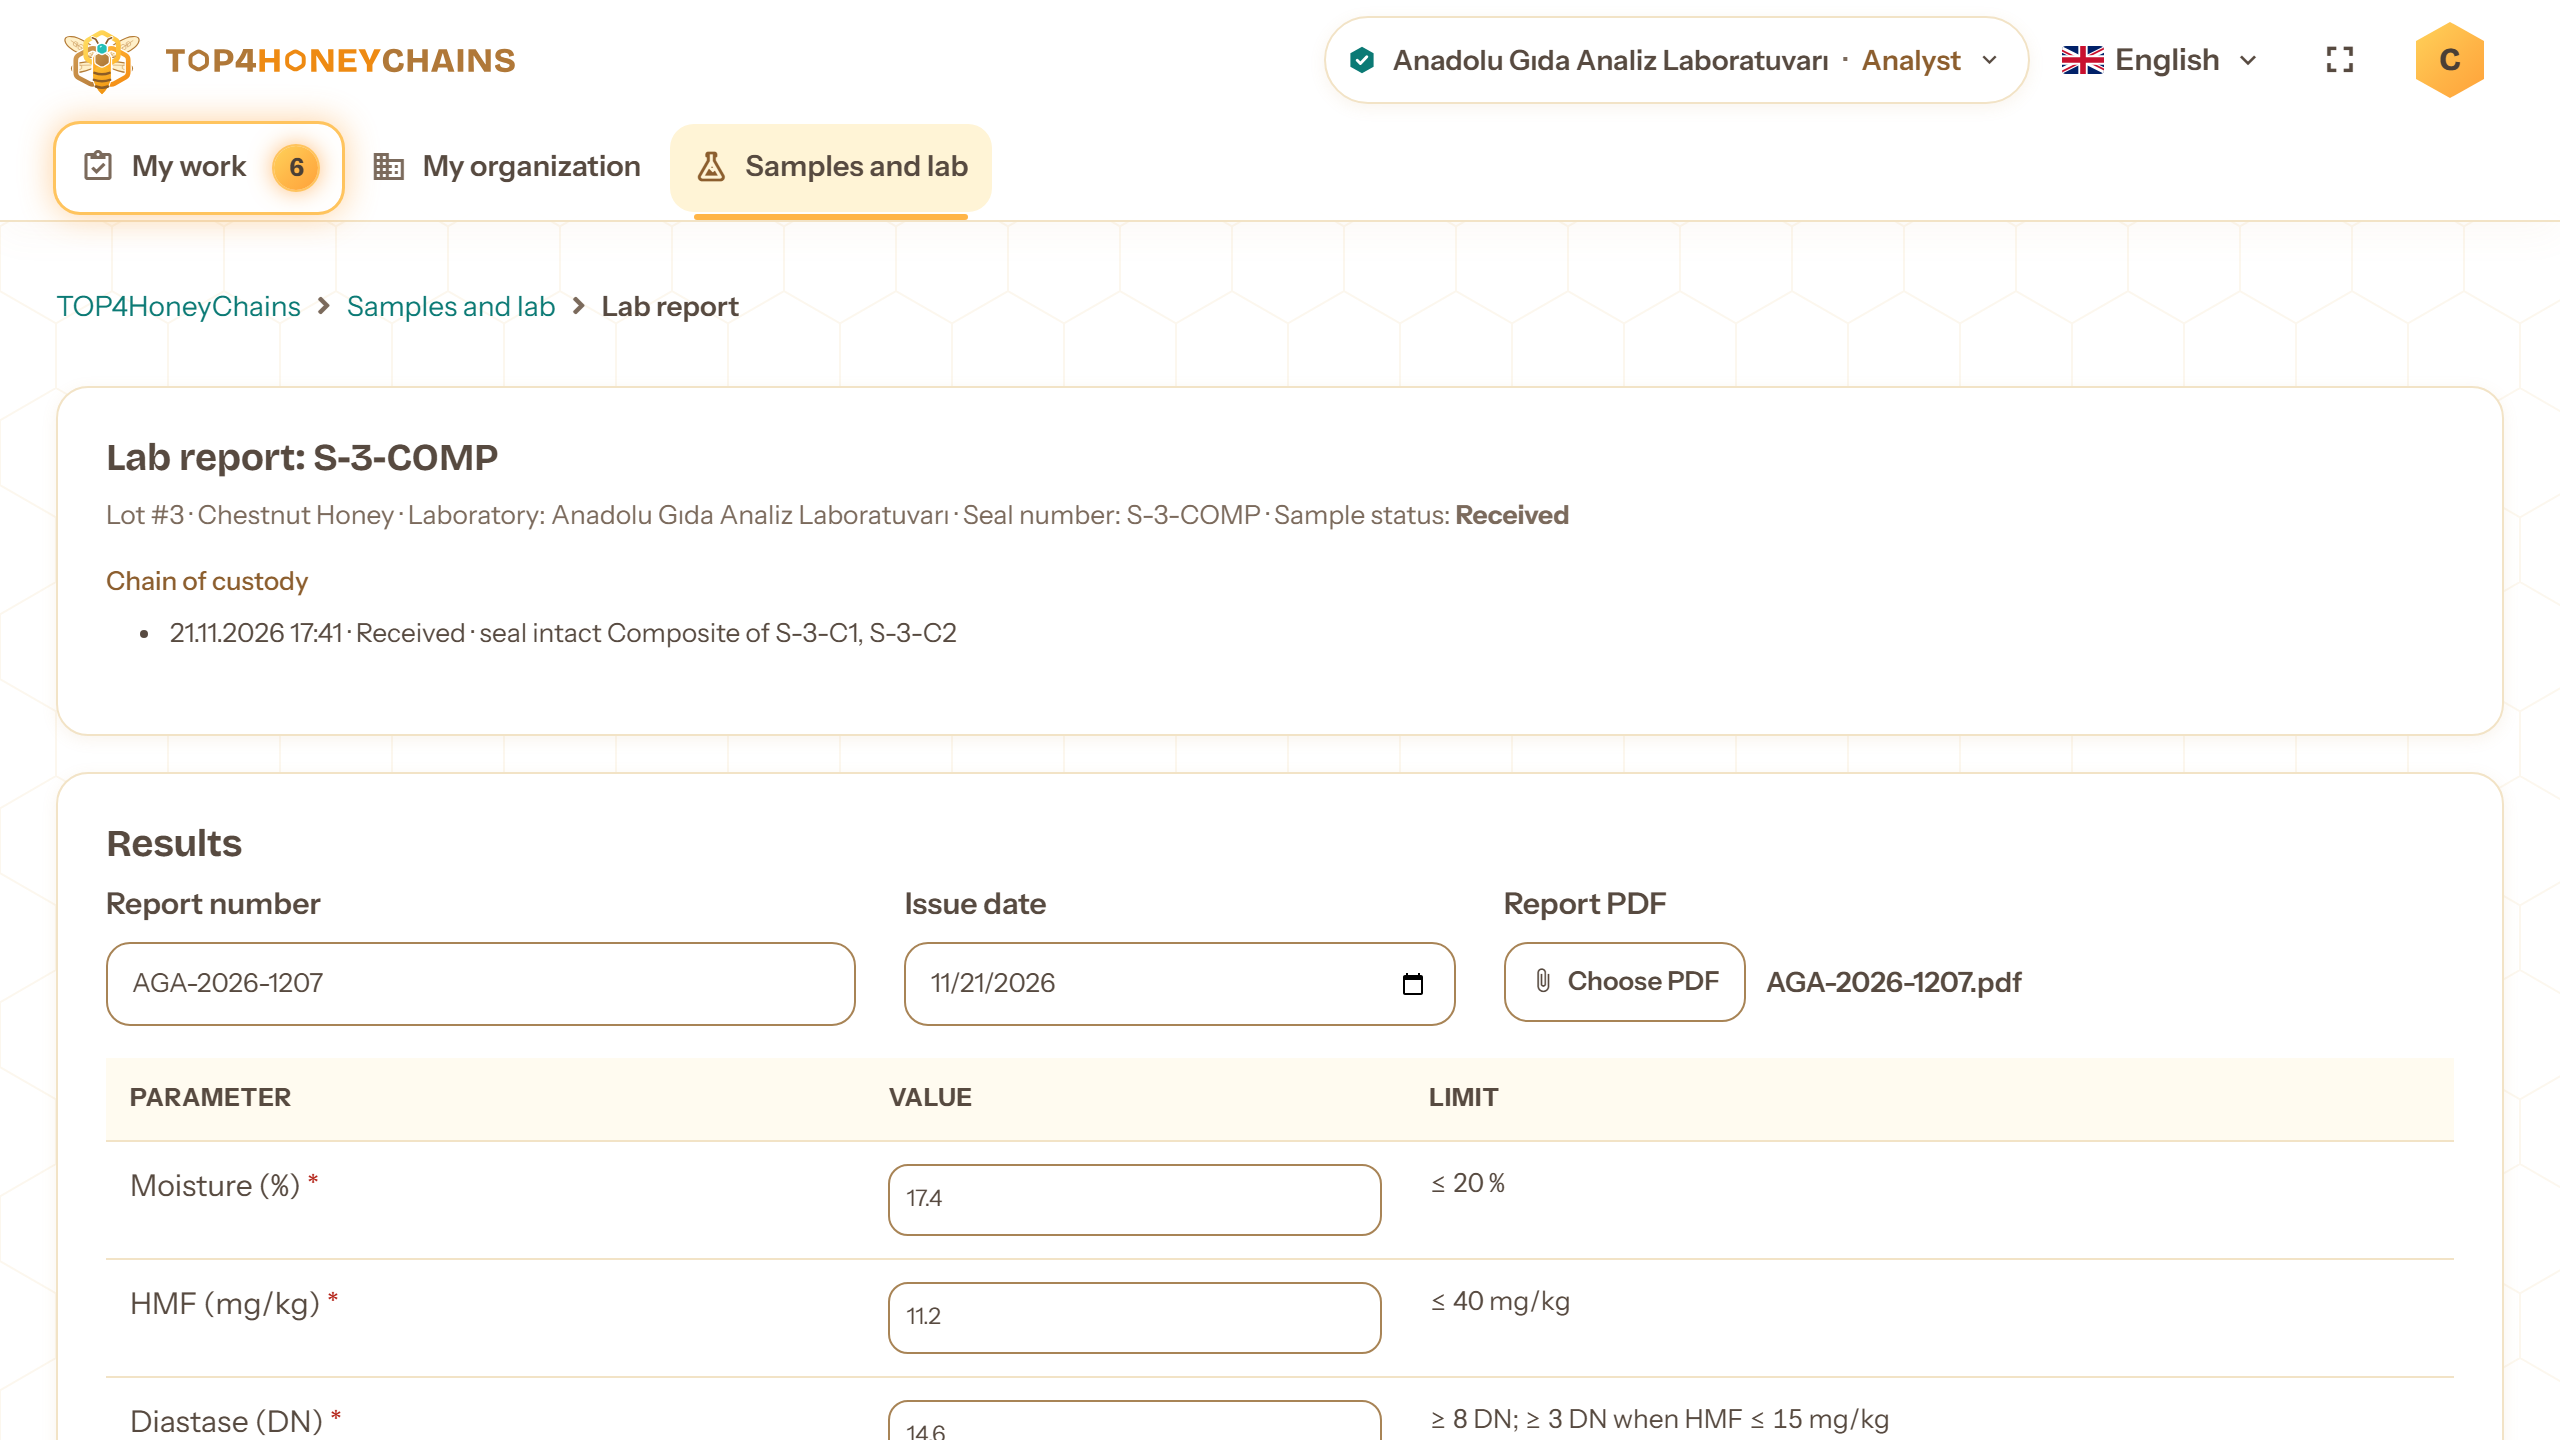 TOP4HONEYCHAINS
Anadolu Gıda Analiz Laboratuvarı · Analyst
English
C
My work 6
My organization
Samples and lab
TOP4HoneyChains > Samples and lab > Lab report
Lab report: S-3-COMP
Lot #3 · Chestnut Honey · Laboratory: Anadolu Gıda Analiz Laboratuvarı · Seal number: S-3-COMP · Sample status: Received
Chain of custody
• 21.11.2026 17:41 · Received · seal intact Composite of S-3-C1, S-3-C2
Results
Report number
Issue date
Report PDF
AGA-2026-1207
11/21/2026
Choose PDF
AGA-2026-1207.pdf
PARAMETER VALUE LIMIT
Moisture (%) * 17.4 ≤ 20 %
HMF (mg/kg) * 11.2 ≤ 40 mg/kg
Diastase (DN) * 14.6 ≥ 8 DN; ≥ 3 DN when HMF ≤ 15 mg/kg